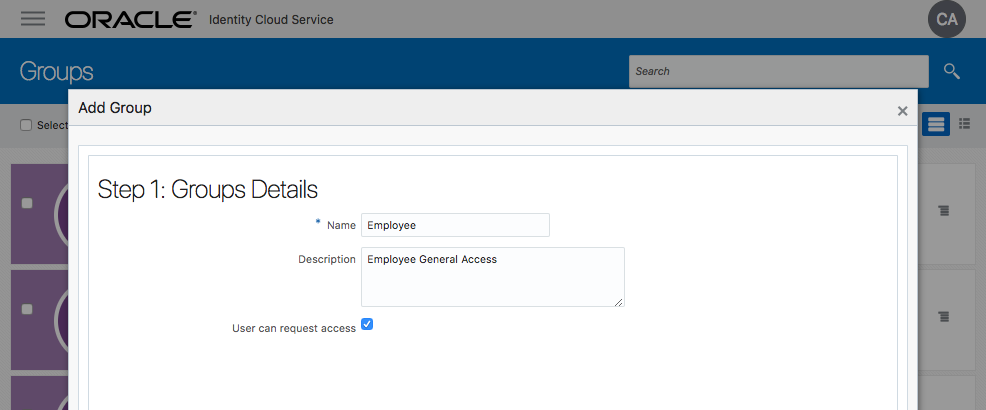 ORACLE® Identity Cloud Service
CA
Groups
Search
Add Group
×
Select
Step 1: Groups Details
* Name Employee
Description Employee General Access
User can request access